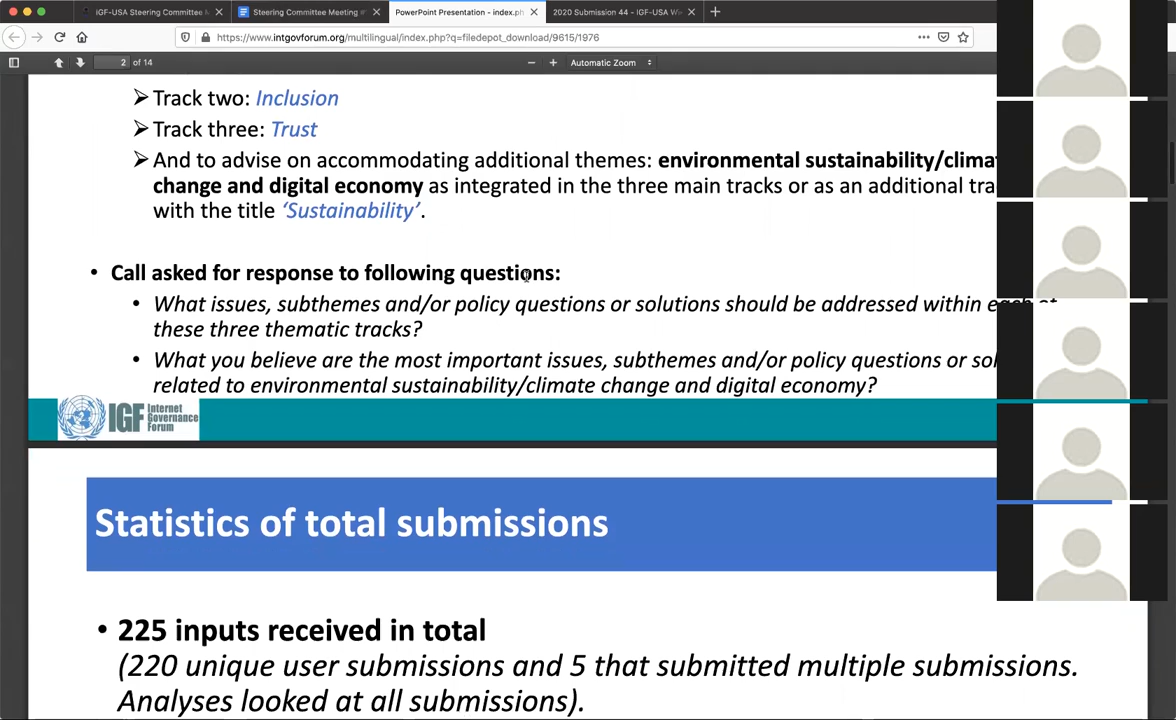 iGF-USA Steering Committee M
Steering Committee Meeting #
PowerPoint Presentation - index.ph
2020 Submission 44 - IGF-USA We
https://www.intgovforum.org/multilingual/index.php?q=filedepot_download/9615/1976
2 of 14
Automatic Zoom
Track two: Inclusion
Track three: Trust
And to advise on accommodating additional themes: environmental sustainability/clima
change and digital economy as integrated in the three main tracks or as an additional tra
with the title ‘Sustainability’.
• Call asked for response to following questions:
• What issues, subthemes and/or policy questions or solutions should be addressed within each of
these three thematic tracks?
• What you believe are the most important issues, subthemes and/or policy questions or sol
related to environmental sustainability/climate change and digital economy?
IGF Internet
Governance
Forum
Statistics of total submissions
• 225 inputs received in total
(220 unique user submissions and 5 that submitted multiple submissions.
Analyses looked at all submissions).